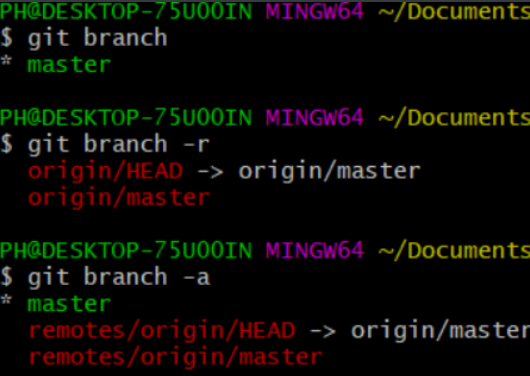 PH@DESKTOP-75U00IN MINGW64 ~/Documents
$ git branch
* master
PH@DESKTOP-75U00IN MINGW64 ~/Documents
$ git branch -r
origin/HEAD -> origin/master
origin/master
PH@DESKTOP-75U00IN MINGW64 ~/Documents
$ git branch -a
* master
remotes/origin/HEAD -> origin/master
remotes/origin/master